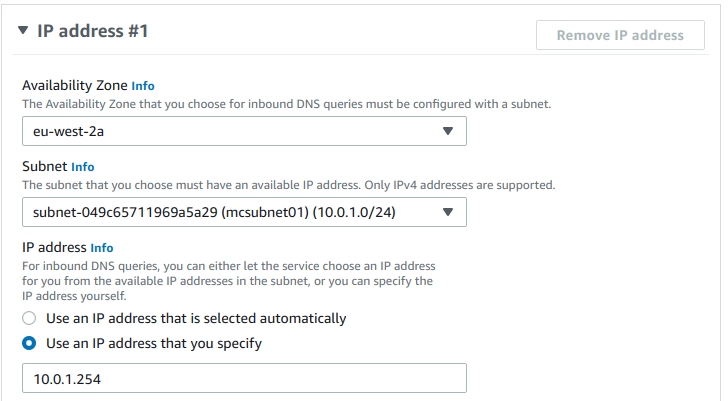 IP address #1
Remove IP address
Availability Zone Info
The Availability Zone that you choose for inbound DNS queries must be configured with a subnet.
eu-west-2a
Subnet Info
The subnet that you choose must have an available IP address. Only IPv4 addresses are supported.
subnet-049c65711969a5a29 (mcsubnet01) (10.0.1.0/24)
IP address Info
For inbound DNS queries, you can either let the service choose an IP address
for you from the available IP addresses in the subnet, or you can specify the
IP address yourself.
Use an IP address that is selected automatically
Use an IP address that you specify
10.0.1.254